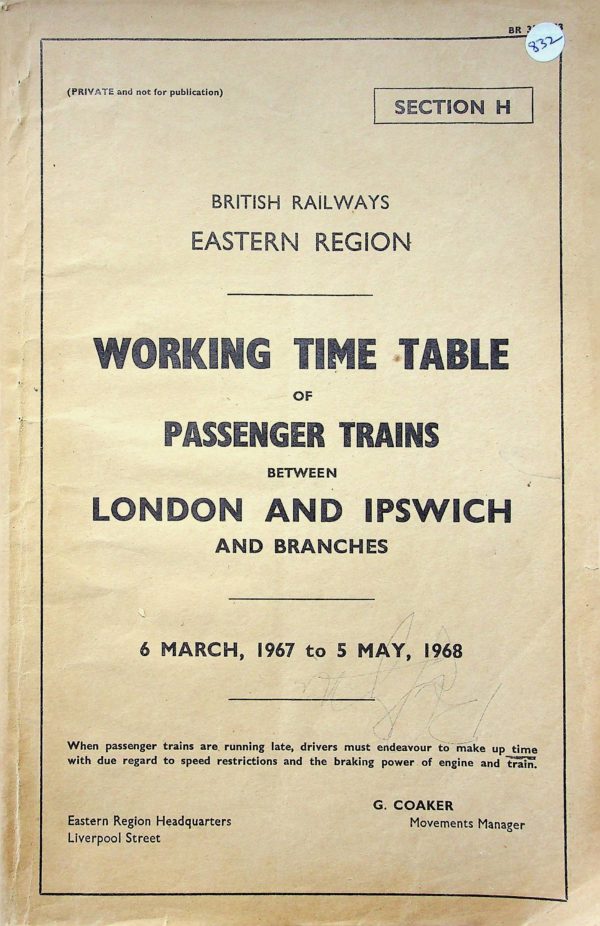 BR
832
(PRIVATE and not for publication)
SECTION H
BRITISH RAILWAYS
EASTERN REGION
WORKING TIME TABLE
OF
PASSENGER TRAINS
BETWEEN
LONDON AND IPSWICH
AND BRANCHES
6 MARCH, 1967 to 5 MAY, 1968
When passenger trains are running late, drivers must endeavour to make up time
with due regard to speed restrictions and the braking power of engine and train.
G. COAKER
Eastern Region Headquarters
Movements Manager
Liverpool Street